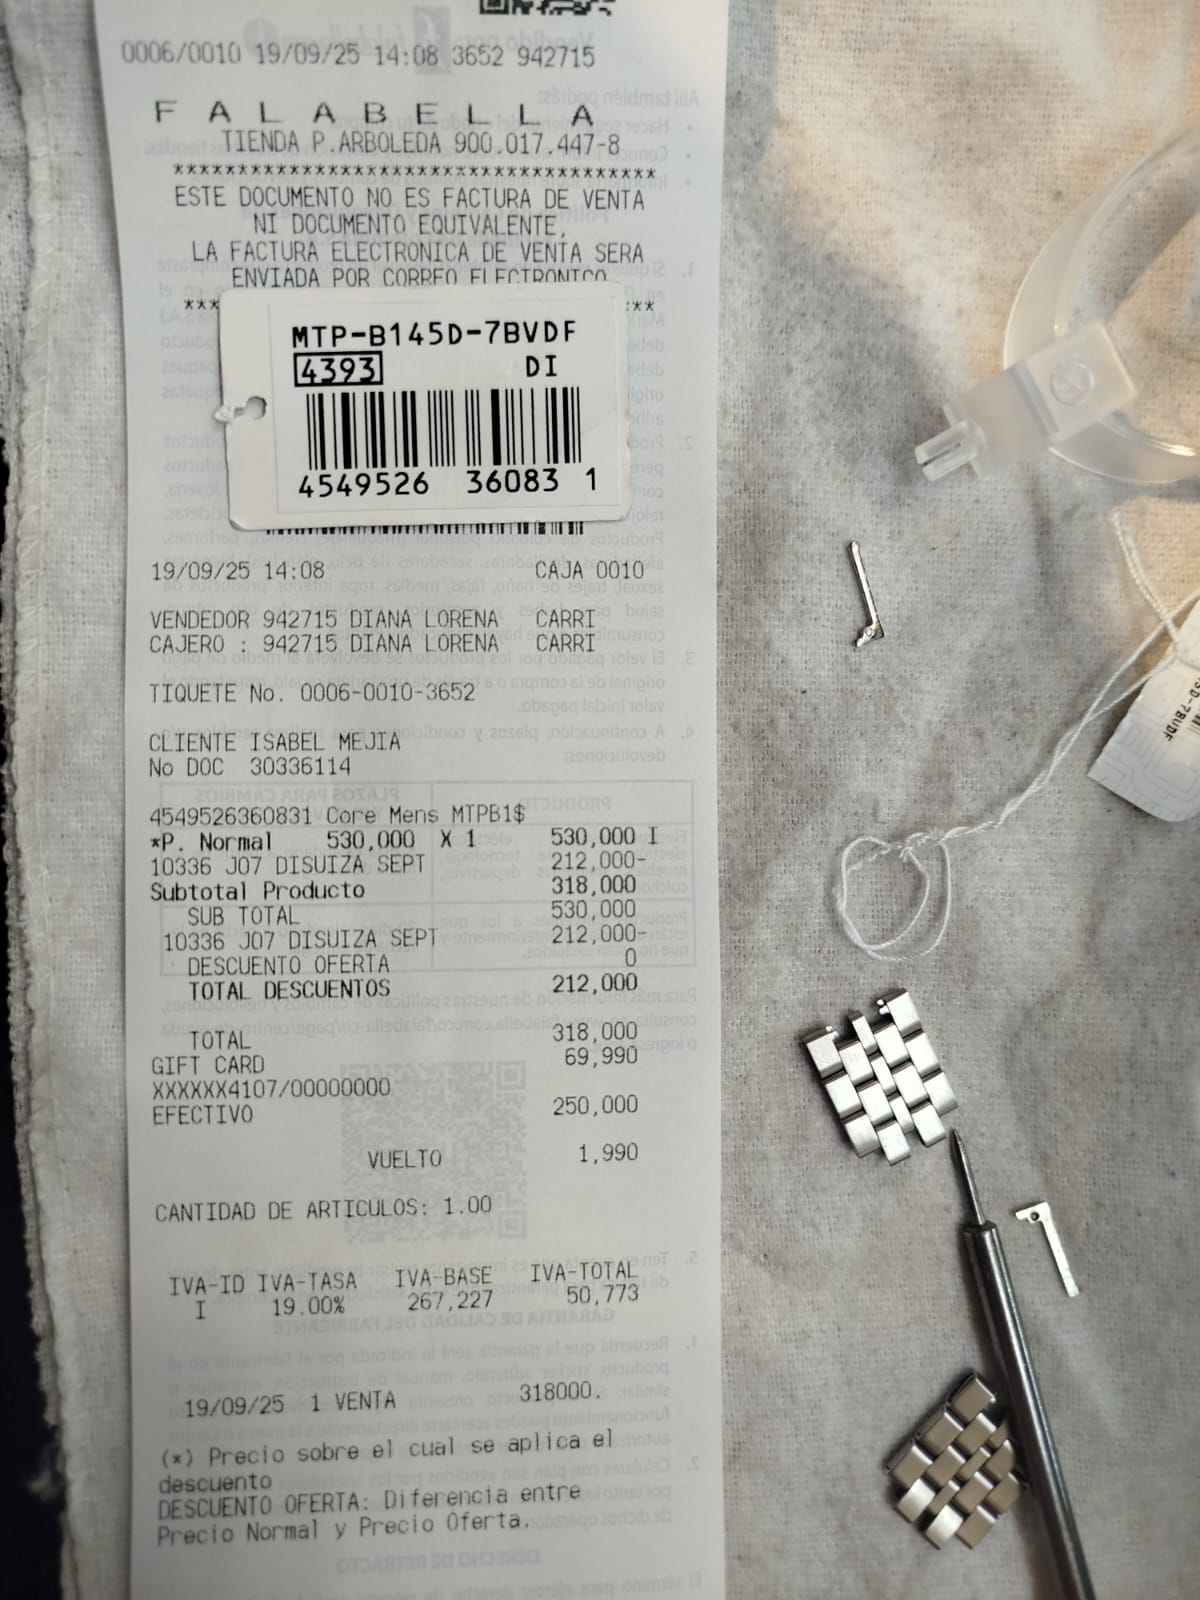 0006/0010 19/09/25 14:08 3652 942715
F A L A B E L L A
TIENDA P.ARBOLEDA 900.017.447-8
**************************************
ESTE DOCUMENTO NO ES FACTURA DE VENTA
NI DOCUMENTO EQUIVALENTE,
LA FACTURA ELECTRONICA DE VENTA SERA
ENVIADA POR CORREO ELECTRONICO
MTP-B145D-7BVDF
4393 DI
4549526 36083 1
19/09/25 14:08 CAJA 0010
VENDEDOR 942715 DIANA LORENA CARRI
CAJERO : 942715 DIANA LORENA CARRI
TIQUETE No. 0006-0010-3652
CLIENTE ISABEL MEJIA
No DOC 30336114
4549526360831 Core Mens MTPB1$
*P. Normal 530,000 X 1 530,000 I
10336 J07 DISUIZA SEPT 212,000-
Subtotal Producto 318,000
SUB TOTAL 530,000
10336 J07 DISUIZA SEPT 212,000-
DESCUENTO OFERTA 0
TOTAL DESCUENTOS 212,000
TOTAL 318,000
GIFT CARD 69,990
XXXXXX4107/00000000
EFECTIVO 250,000
VUELTO 1,990
CANTIDAD DE ARTICULOS: 1.00
IVA-ID IVA-TASA IVA-BASE IVA-TOTAL
I 19.00% 267,227 50,773
19/09/25 1 VENTA 318000.
(*) Precio sobre el cual se aplica el
descuento
DESCUENTO OFERTA: Diferencia entre
Precio Normal y Precio Oferta.